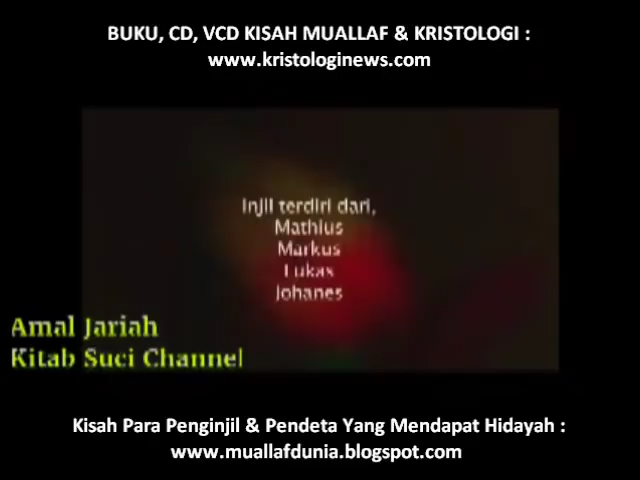 BUKU, CD, VCD KISAH MUALLAF & KRISTOLOGI :
www.kristologinews.com
Injil terdiri dari,
Mathius
Markus
Lukas
Johanes
Amal Jariah
Kitab Suci Channel
Kisah Para Penginjil & Pendeta Yang Mendapat Hidayah :
www.muallafdunia.blogspot.com